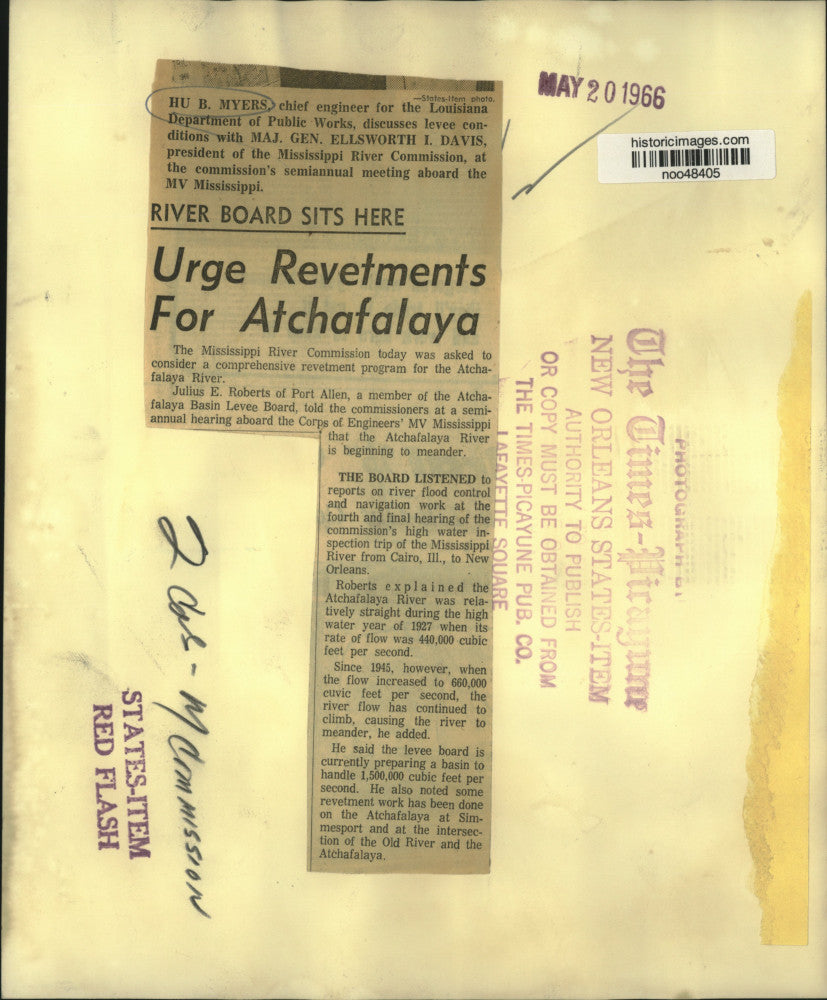 MAY 20 1966
historicimages.com
noo48405
—States-Item photo.
HU B. MYERS, chief engineer for the Louisiana
Department of Public Works, discusses levee con-
ditions with MAJ. GEN. ELLSWORTH I. DAVIS,
president of the Mississippi River Commission, at
the commission's semiannual meeting aboard the
MV Mississippi.
RIVER BOARD SITS HERE
Urge Revetments
For Atchafalaya
The Mississippi River Commission today was asked to
consider a comprehensive revetment program for the Atcha-
falaya River.
Julius E. Roberts of Port Allen, a member of the Atcha-
falaya Basin Levee Board, told the commissioners at a semi-
annual hearing aboard the Corps of Engineers' MV Mississippi
that the Atchafalaya River
is beginning to meander.
THE BOARD LISTENED to
reports on river flood control
and navigation work at the
fourth and final hearing of the
commission's high water in-
spection trip of the Mississippi
River from Cairo, Ill., to New
Orleans.
Roberts explained the
Atchafalaya River was rela-
tively straight during the high
water year of 1927 when its
rate of flow was 440,000 cubic
feet per second.
Since 1945, however, when
the flow increased to 660,000
cuvic feet per second, the
river flow has continued to
climb, causing the river to
meander, he added.
He said the levee board is
currently preparing a basin to
handle 1,500,000 cubic feet per
second. He also noted some
revetment work has been done
on the Atchafalaya at Sim-
mesport and at the intersec-
tion of the Old River and the
Atchafalaya.
PHOTOGRAPH BY
The Times-Picayune
NEW ORLEANS STATES-ITEM
AUTHORITY TO PUBLISH
OR COPY MUST BE OBTAINED FROM
THE TIMES-PICAYUNE PUB. CO.
LAFAYETTE SQUARE
STATES-ITEM
RED FLASH